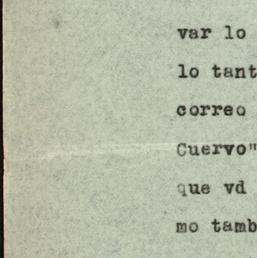 var lo
lo tant
correo
Cuervo"
que vd
mo tamb